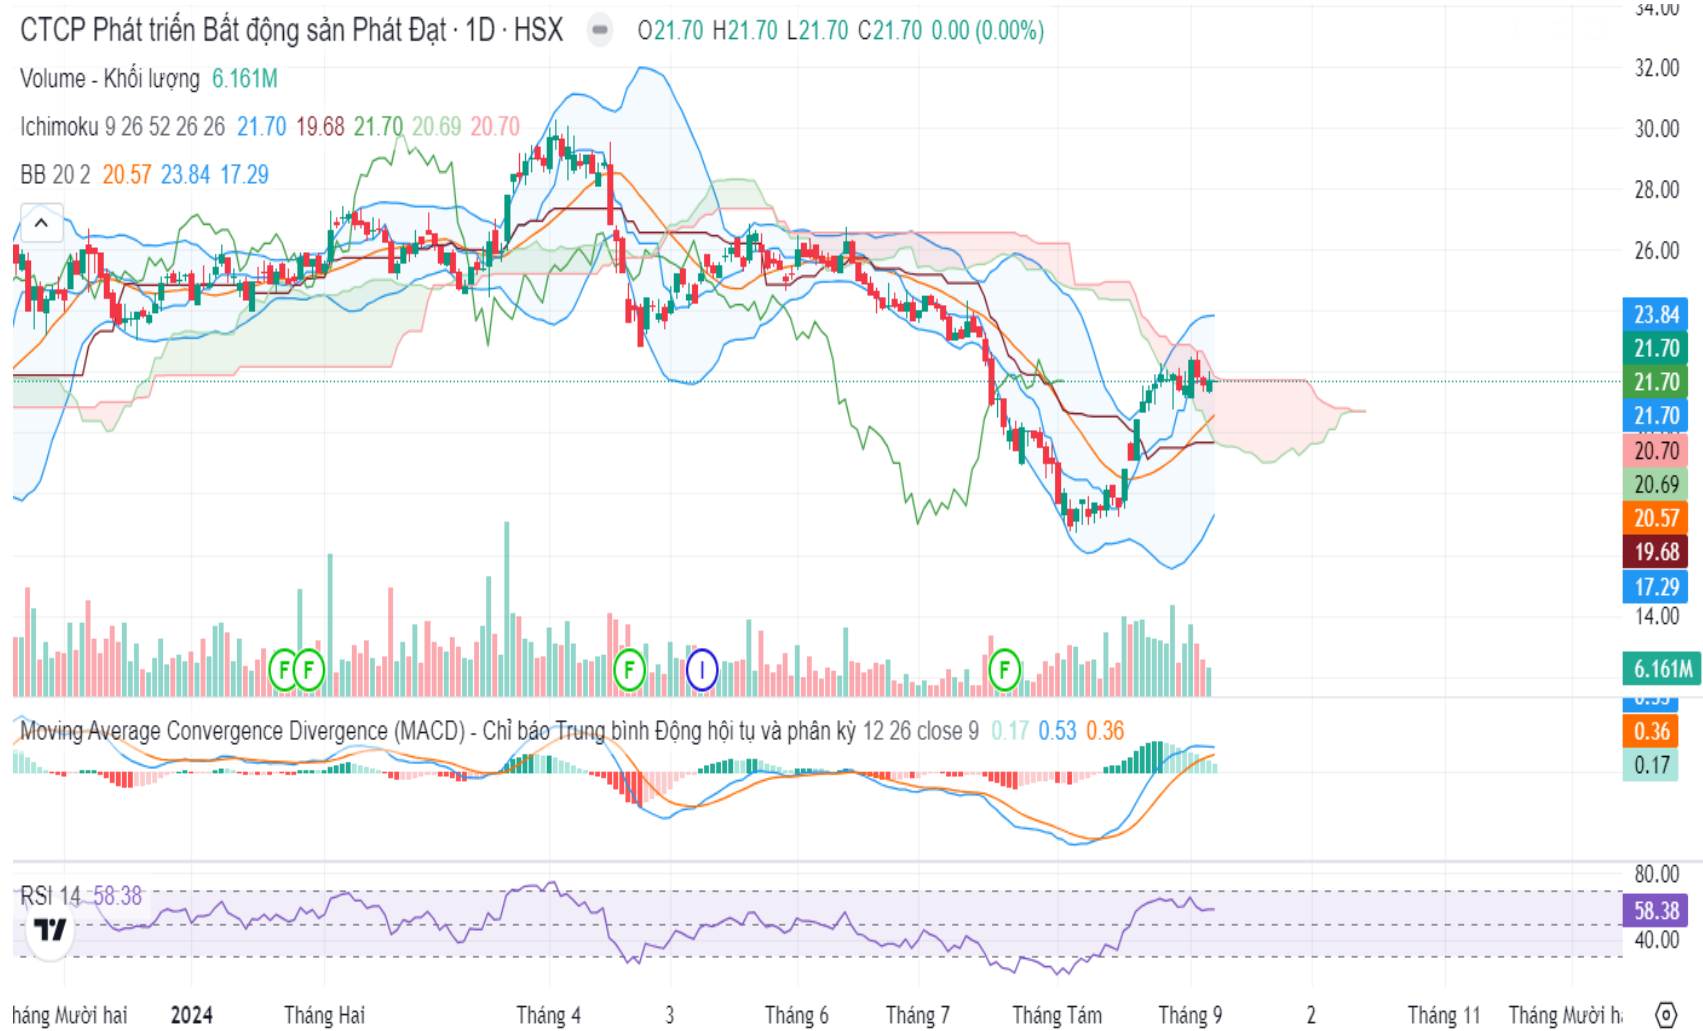 CTCP Phát triển Bất động sản Phát Đạt · 1D · HSX O21.70 H21.70 L21.70 C21.70 0.00 (0.00%)
Volume - Khối lượng 6.161M
Ichimoku 9 26 52 26 26 21.70 19.68 21.70 20.69 20.70
BB 20 2 20.57 23.84 17.29
34.00
32.00
30.00
28.00
26.00
23.84
21.70
21.70
21.70
20.70
20.69
20.57
19.68
17.29
14.00
6.161M
F F F I F
Moving Average Convergence Divergence (MACD) - Chỉ báo Trung bình Động hội tụ và phân kỳ 12 26 close 9 0.17 0.53 0.36
0.53
0.36
0.17
RSI 14 58.38
80.00
58.38
40.00
háng Mười hai 2024 Tháng Hai Tháng 4 3 Tháng 6 Tháng 7 Tháng Tám Tháng 9 2 Tháng 11 Tháng Mười h